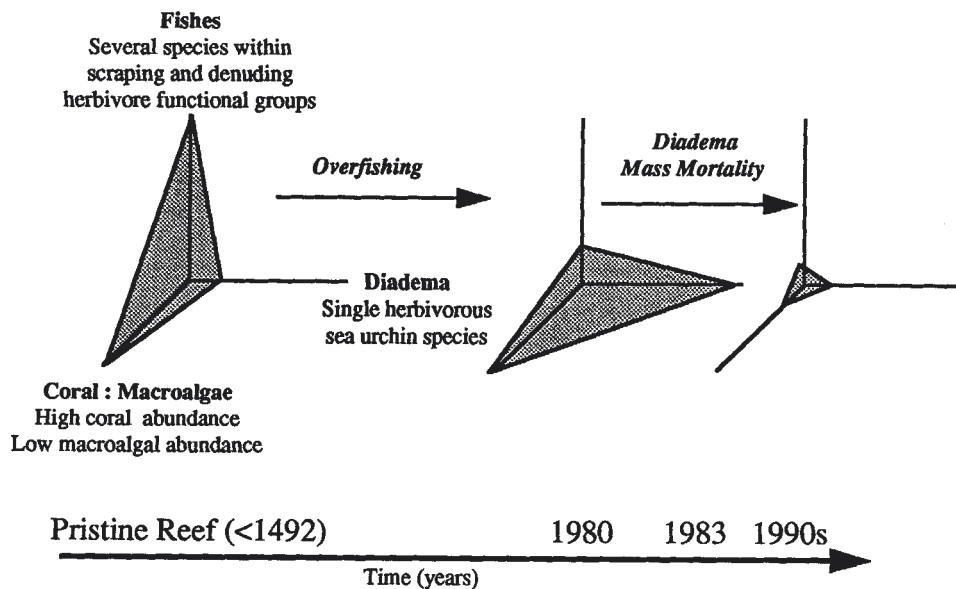 Fishes
Several species within
scraping and denuding
herbivore functional groups
Overfishing
Diadema
Mass Mortality
Diadema
Single herbivorous
sea urchin species
Coral : Macroalgae
High coral abundance
Low macroalgal abundance
Pristine Reef (<1492)
1980
1983
1990s
Time (years)